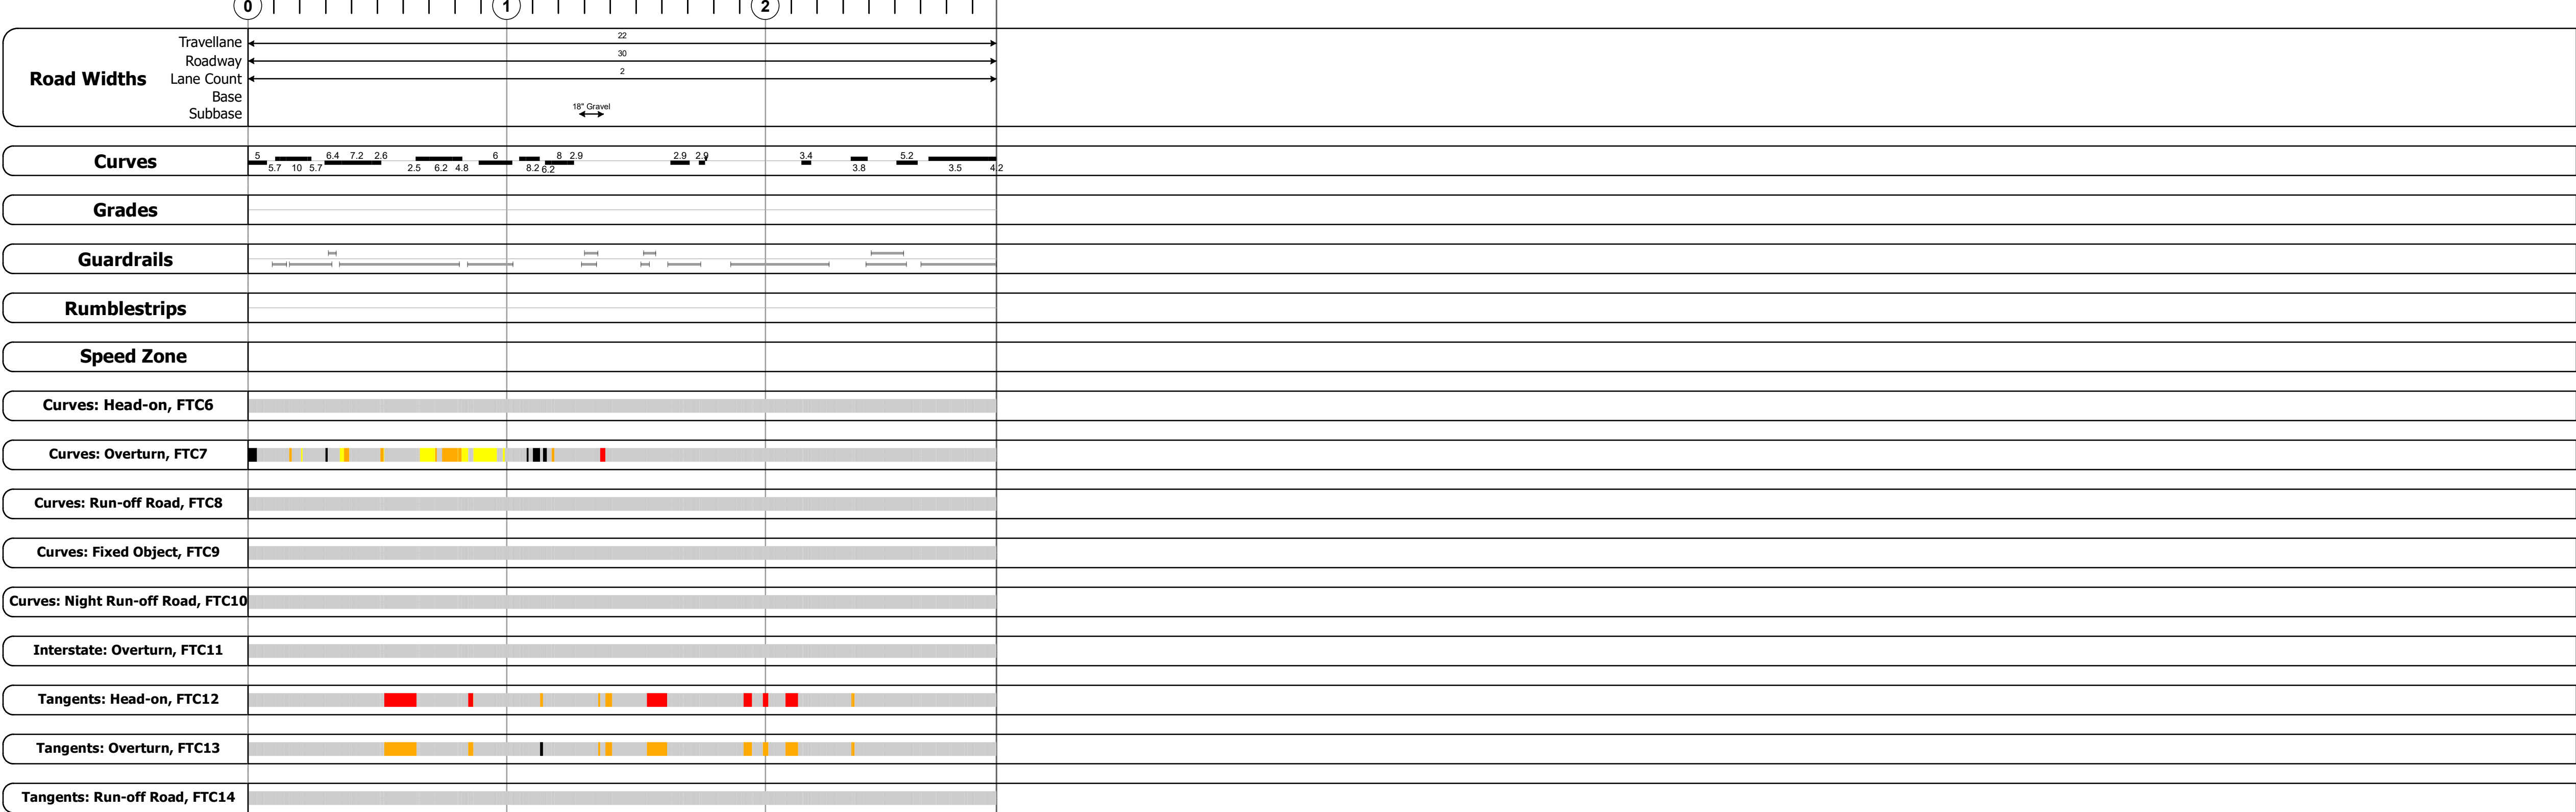 0 1 2
Travellane 22
Roadway 30
Road Widths Lane Count 2
Base
Subbase 18" Gravel
Curves 5 6.4 7.2 2.6 6 8 2.9 2.9 2.9 3.4 5.2
5.7 10 5.7 2.5 6.2 4.8 8.2 6.2 3.8 3.5 4.2
Grades
Guardrails
Rumblestrips
Speed Zone
Curves: Head-on, FTC6
Curves: Overturn, FTC7
Curves: Run-off Road, FTC8
Curves: Fixed Object, FTC9
Curves: Night Run-off Road, FTC10
Interstate: Overturn, FTC11
Tangents: Head-on, FTC12
Tangents: Overturn, FTC13
Tangents: Run-off Road, FTC14